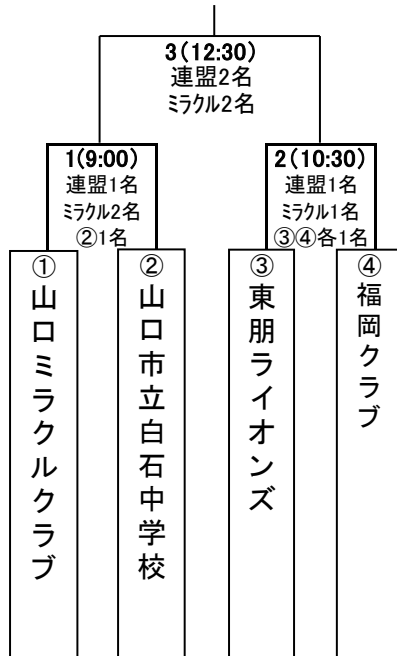 3(12:30)
連盟2名
ミラクル2名
1(9:00)
連盟1名
ミラクル2名
②1名
2(10:30)
連盟1名
ミラクル1名
③④各1名
①山口ミラクルクラブ
②山口市立白石中学校
③東朋ライオンズ
④福岡クラブ